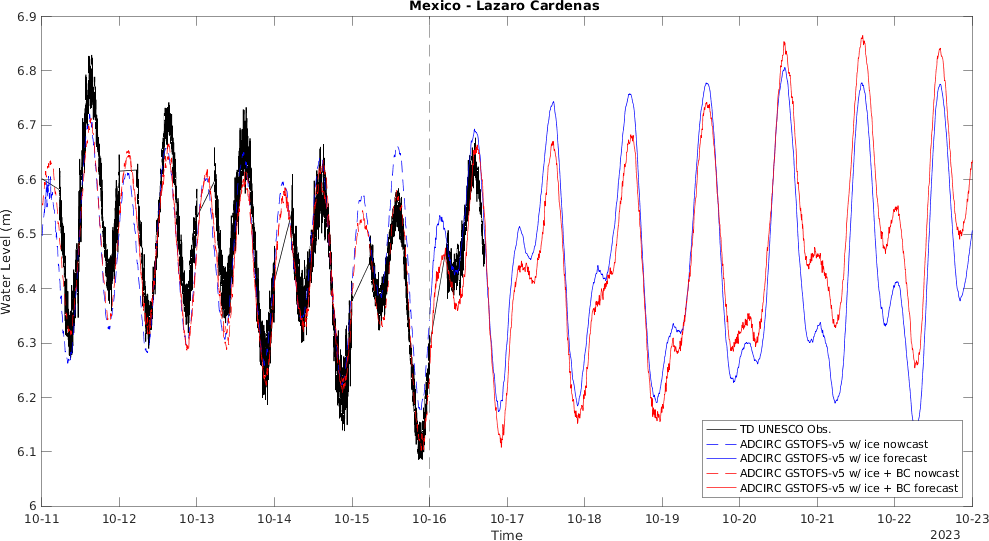 Mexico - Lazaro Cardenas
6.9
6.8
6.7
6.6
6.5
6.4
6.3
6.2
6.1
6
Water Level (m)
TD UNESCO Obs.
ADCIRC GSTOFS-v5 w/ ice nowcast
ADCIRC GSTOFS-v5 w/ ice forecast
ADCIRC GSTOFS-v5 w/ ice + BC nowcast
ADCIRC GSTOFS-v5 w/ ice + BC forecast
10-11 10-12 10-13 10-14 10-15 10-16 10-17 10-18 10-19 10-20 10-21 10-22 10-23
Time
2023